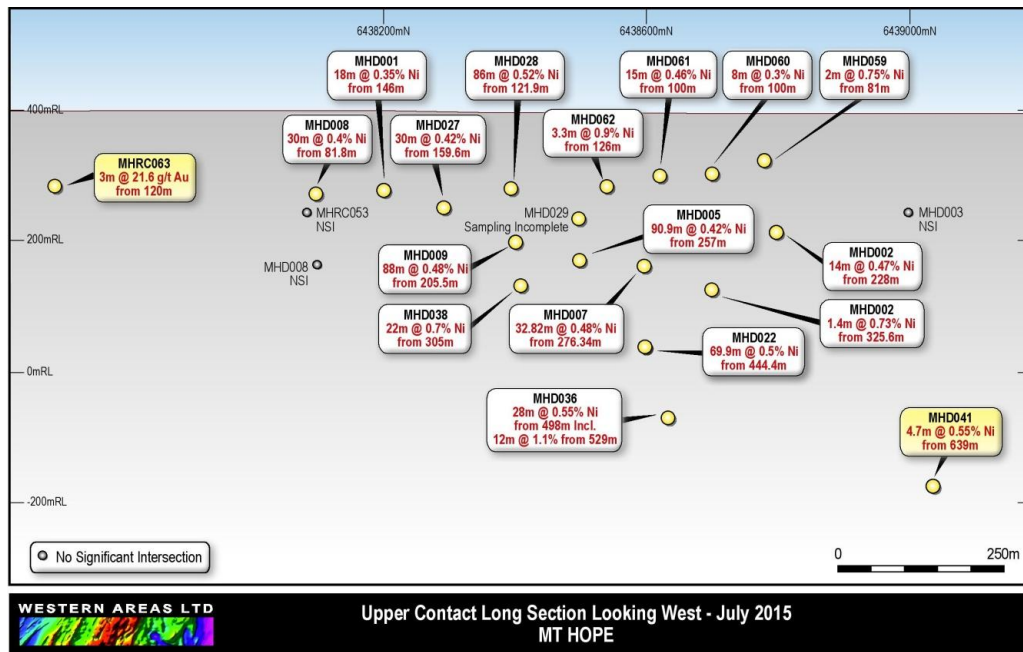 6438200mN
6438600mN
6439000mN
MHD001
18m @ 0.35% Ni
from 146m
MHD028
86m @ 0.52% Ni
from 121.9m
MHD061
15m @ 0.46% Ni
from 100m
MHD060
8m @ 0.3% Ni
from 100m
MHD059
2m @ 0.75% Ni
from 81m
400mRL
MHD008
30m @ 0.4% Ni
from 81.8m
MHD027
30m @ 0.42% Ni
from 159.6m
MHD062
3.3m @ 0.9% Ni
from 126m
MHRC063
3m @ 21.6 g/t Au
from 120m
MHRC053
NSI
MHD029
Sampling Incomplete
MHD005
90.9m @ 0.42% Ni
from 257m
MHD003
NSI
200mRL
MHD008
NSI
MHD009
88m @ 0.48% Ni
from 205.5m
MHD002
14m @ 0.47% Ni
from 228m
MHD038
22m @ 0.7% Ni
from 305m
MHD007
32.82m @ 0.48% Ni
from 276.34m
MHD002
1.4m @ 0.73% Ni
from 325.6m
MHD022
69.9m @ 0.5% Ni
from 444.4m
0mRL
MHD036
28m @ 0.55% Ni
from 498m Incl.
12m @ 1.1% from 529m
MHD041
4.7m @ 0.55% Ni
from 639m
-200mRL
No Significant Intersection
0
250m
WESTERN AREAS LTD
Upper Contact Long Section Looking West - July 2015
MT HOPE